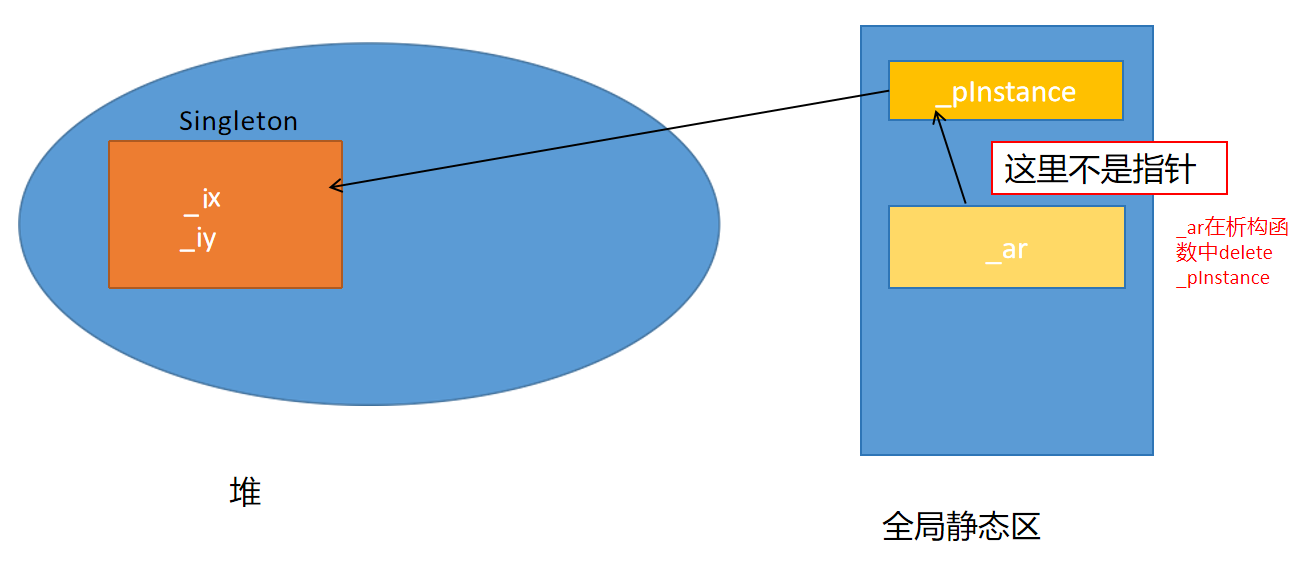 Singleton
_ix
_iy
堆
_pInstance
这里不是指针
_ar
_ar在析构函
数中delete
_pInstance
全局静态区